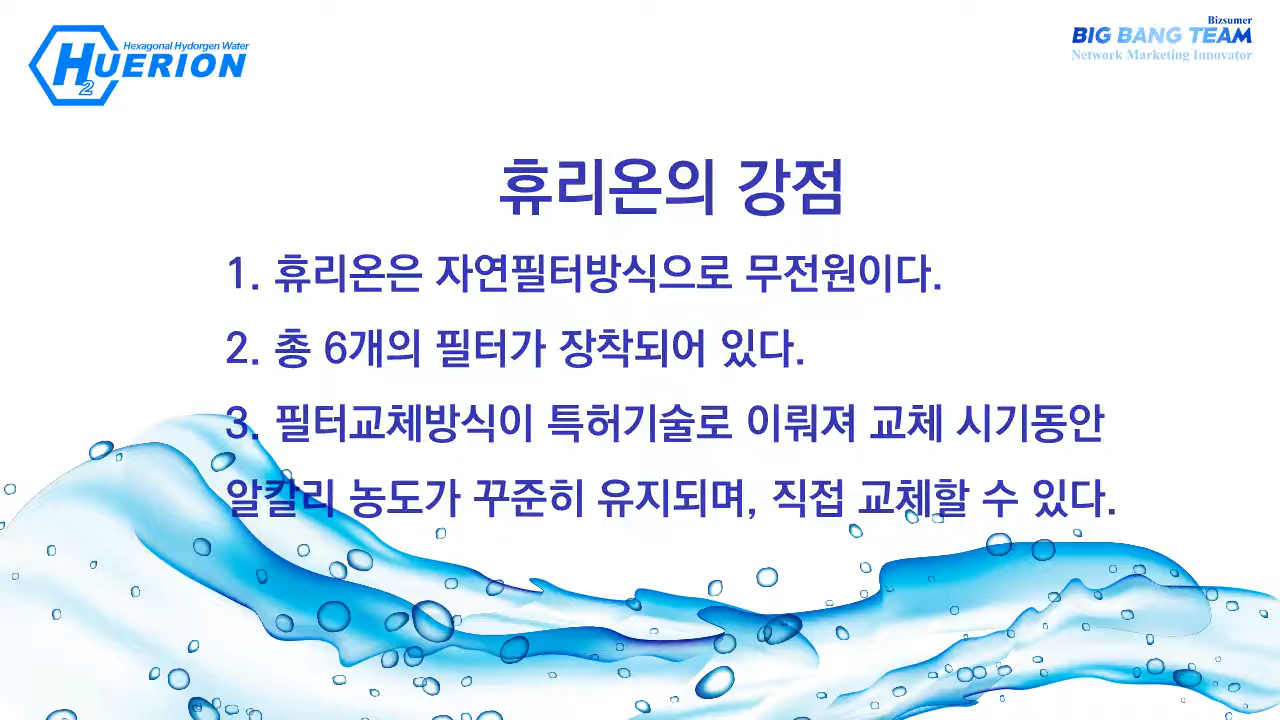 Hexagonal Hydorgen Water
H2UERION
Bizsumer
BIG BANG TEAM
Network Marketing Innovator
휴리온의 강점
1. 휴리온은 자연필터방식으로 무전원이다.
2. 총 6개의 필터가 장착되어 있다.
3. 필터교체방식이 특허기술로 이뤄져 교체 시기동안
알칼리 농도가 꾸준히 유지되며, 직접 교체할 수 있다.